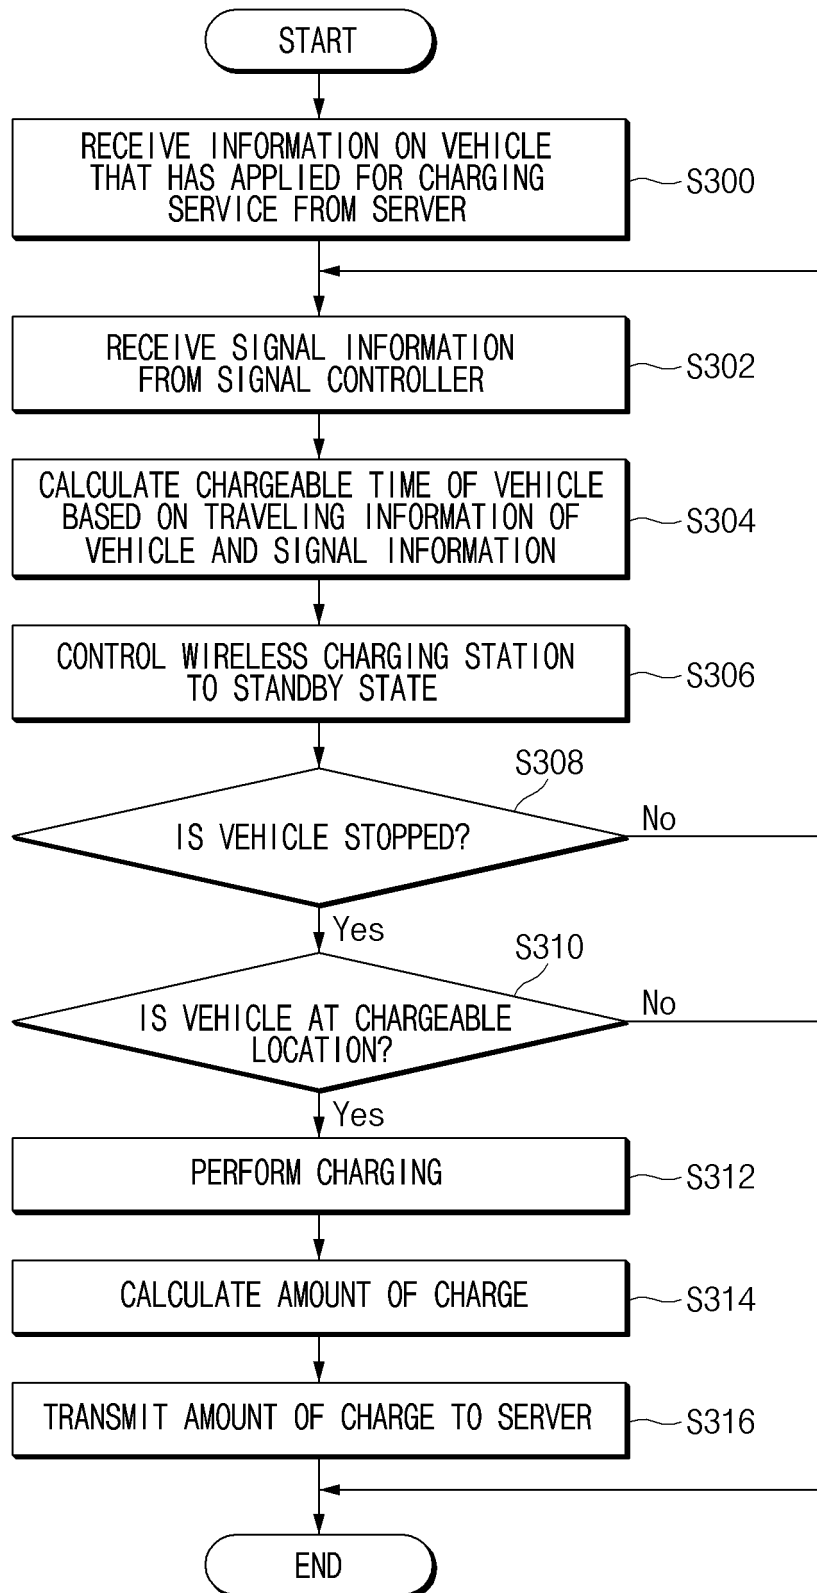 START
RECEIVE INFORMATION ON VEHICLE
THAT HAS APPLIED FOR CHARGING
SERVICE FROM SERVER
S300
RECEIVE SIGNAL INFORMATION
FROM SIGNAL CONTROLLER
S302
CALCULATE CHARGEABLE TIME OF VEHICLE
BASED ON TRAVELING INFORMATION OF
VEHICLE AND SIGNAL INFORMATION
S304
CONTROL WIRELESS CHARGING STATION
TO STANDBY STATE
S306
S308
IS VEHICLE STOPPED?
No
Yes
S310
IS VEHICLE AT CHARGEABLE
LOCATION?
No
Yes
PERFORM CHARGING
S312
CALCULATE AMOUNT OF CHARGE
S314
TRANSMIT AMOUNT OF CHARGE TO SERVER
S316
END